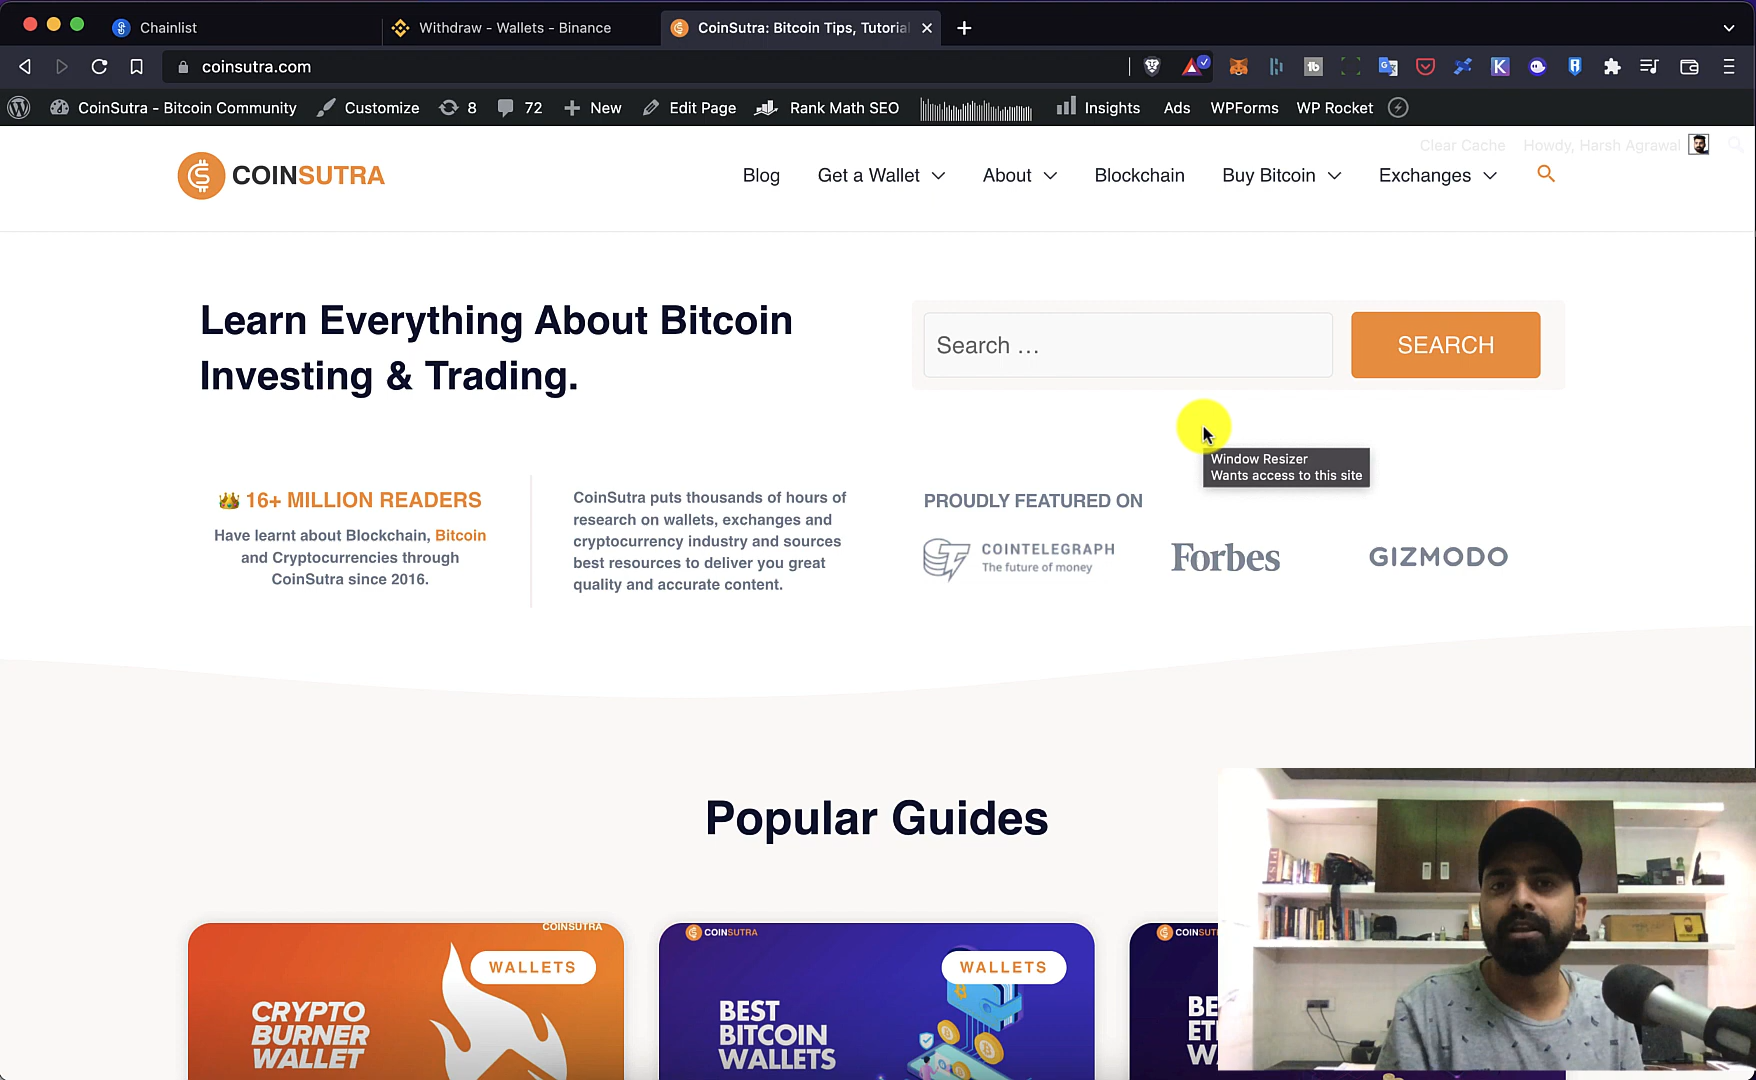 Chainlist
Withdraw - Wallets - Binance
CoinSutra: Bitcoin Tips, Tutorial
coinsutra.com
CoinSutra - Bitcoin Community
Customize
8
72
New
Edit Page
Rank Math SEO
Insights
Ads
WPForms
WP Rocket
Clear Cache
Howdy, Harsh Agrawal
COINSUTRA
Blog
Get a Wallet
About
Blockchain
Buy Bitcoin
Exchanges
Learn Everything About Bitcoin
Investing & Trading.
Search …
SEARCH
Window Resizer
Wants access to this site
16+ MILLION READERS
Have learnt about Blockchain, Bitcoin
and Cryptocurrencies through
CoinSutra since 2016.
CoinSutra puts thousands of hours of
research on wallets, exchanges and
cryptocurrency industry and sources
best resources to deliver you great
quality and accurate content.
PROUDLY FEATURED ON
COINTELEGRAPH
The future of money
Forbes
GIZMODO
Popular Guides
COINSUTRA
WALLETS
CRYPTO
BURNER
WALLET
COINSUTRA
WALLETS
BEST
BITCOIN
WALLETS